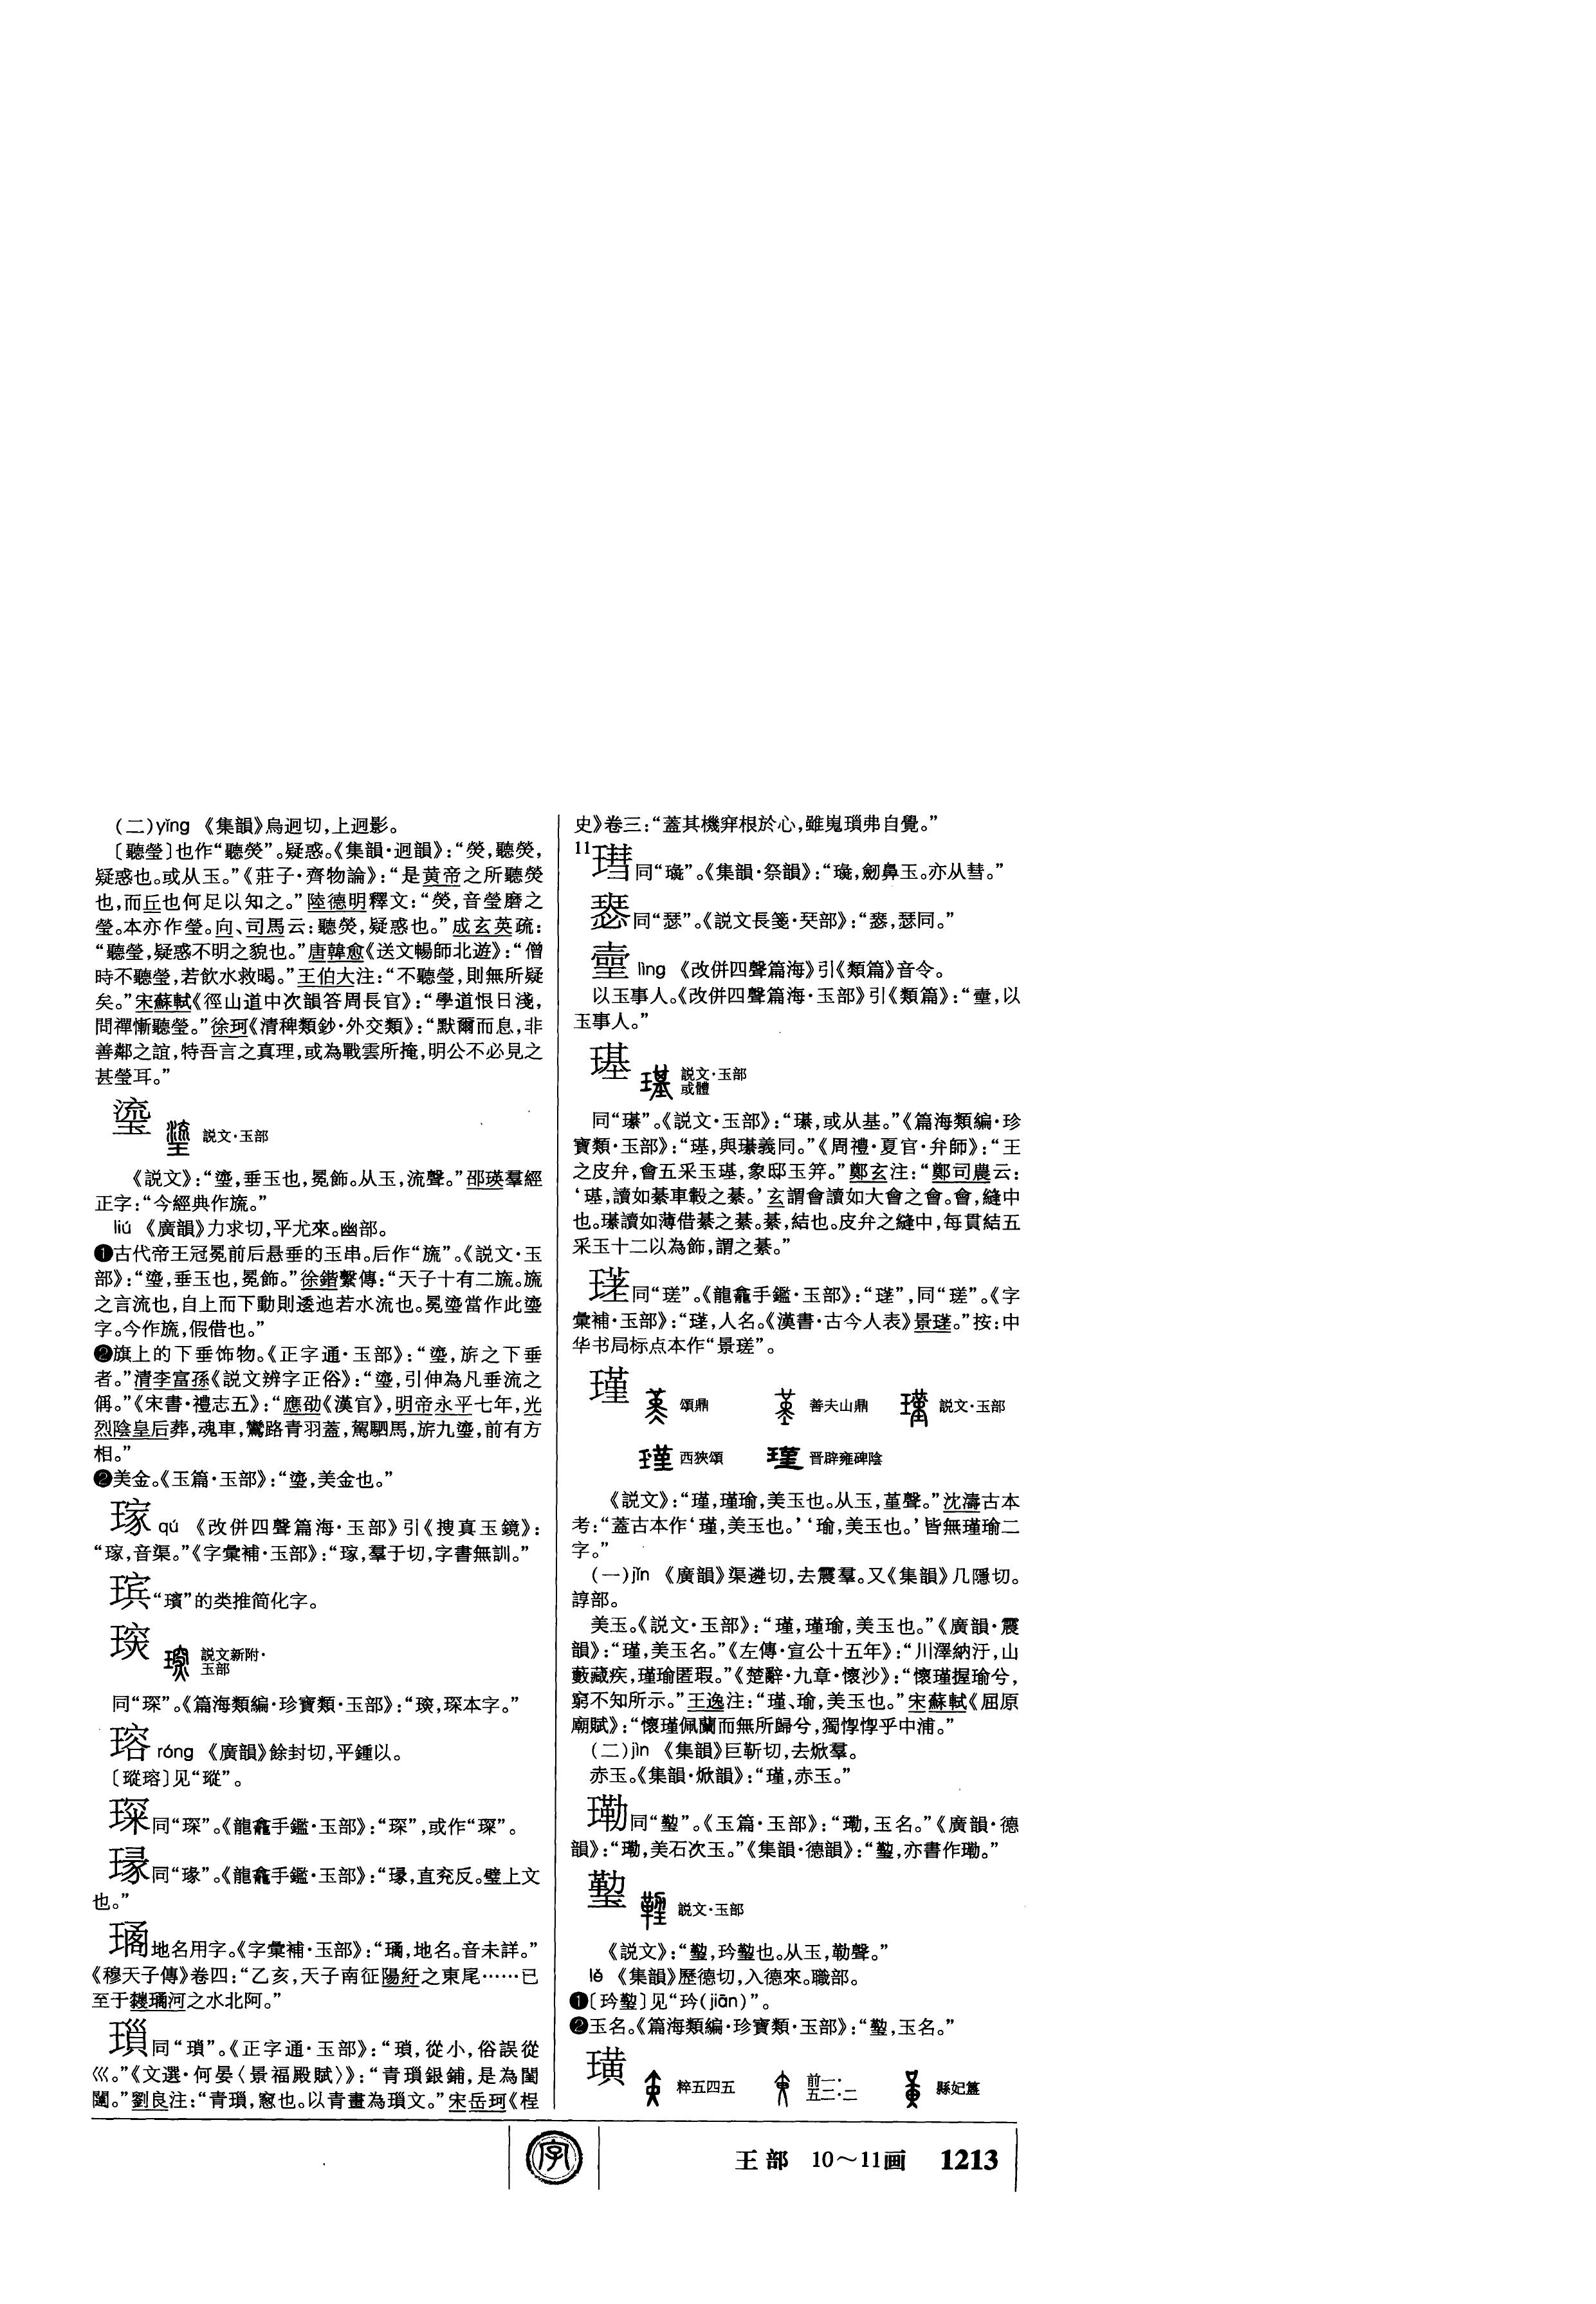 (二)yǐng 《集韻》烏迥切,上迥影。
〔聽瑩〕也作“聽熒”。疑惑。《集韻·迥韻》:“熒,聽熒,
疑惑也。或从玉。”《莊子·齊物論》:“是黄帝之所聽熒
也,而丘也何足以知之。”陸德明釋文:“熒,音瑩磨之
瑩。本亦作瑩。向、司馬云:聽熒,疑惑也。”成玄英疏:
“聽瑩,疑惑不明之貌也。”唐韓愈《送文暢師北遊》:“僧
時不聽瑩,若飲水救暍。”王伯大注:“不聽瑩,則無所疑
矣。”宋蘇軾《徑山道中次韻答周長官》:“學道恨日淺,
問禪慚聽瑩。”徐珂《清稗類鈔·外交類》:“默爾而息,非
善鄰之誼,特吾言之真理,或為戰雲所掩,明公不必見之
甚瑩耳。”
瑬 説文·玉部
《説文》:“瑬,垂玉也,冕飾。从玉,流聲。”邵瑛羣經
正字:“今經典作旒。”
liú 《廣韻》力求切,平尤來。幽部。
❶古代帝王冠冕前后悬垂的玉串。后作“旒”。《説文·玉
部》:“瑬,垂玉也,冕飾。”徐鍇繫傳:“天子十有二旒。旒
之言流也,自上而下動則逶迆若水流也。冕瑬當作此瑬
字。今作旒,假借也。”
❷旗上的下垂饰物。《正字通·玉部》:“瑬,旂之下垂
者。”清李富孫《説文辨字正俗》:“瑬,引伸為凡垂流之
偁。”《宋書·禮志五》:“應劭《漢官》,明帝永平七年,光
烈陰皇后葬,魂車,鸞路青羽蓋,駕駟馬,旂九瑬,前有方
相。”
❷美金。《玉篇·玉部》:“瑬,美金也。”
㻎 qú 《改併四聲篇海·玉部》引《搜真玉鏡》:
“㻎,音渠。”《字彙補·玉部》:“㻎,羣于切,字書無訓。”
瑸 “璸”的类推简化字。
説文新附·
玉部
同“琛”。《篇海類編·珍寶類·玉部》:“琛本字。”
瑢 róng 《廣韻》餘封切,平鍾以。
〔瑽瑢〕见“瑽”。
同“琛”。《龍龕手鑑·玉部》:“琛”,或作
同“瑑”。《龍龕手鑑·玉部》:直兖反。璧上文
也。”
地名用字。《字彙補·玉部》:地名。音未詳。”
《穆天子傳》卷四:“乙亥,天子南征陽紆之東尾……已
至于河之水北阿。”
瑣 同“瑣”。《正字通·玉部》:“瑣,從小,俗誤從
巛。”《文選·何晏〈景福殿賦〉》:“青瑣銀鋪,是為閨
闥。”劉良注:“青瑣,窻也。以青畫為瑣文。”宋岳珂《桯
史》卷三:“蓋其機穽根於心,雖嵬瑣弗自覺。”
11
同“璏”。《集韻·祭韻》:“璏,劒鼻玉。亦从彗。”
同“瑟”。《説文長箋·珡部》:瑟同。”
lìng 《改併四聲篇海》引《類篇》音令。
以玉事人。《改併四聲篇海·玉部》引《類篇》:以
玉事人。”
璂 説文·玉部
或體
同“㻽”。《説文·玉部》:或从基。”《篇海類編·珍
寶類·玉部》:“璂,與義同。”《周禮·夏官·弁師》:“王
之皮弁,會五采玉璂,象邸玉笄。”鄭玄注:“鄭司農云:
‘璂,讀如綦車轂之綦。’玄謂會讀如大會之會。會,縫中
也。璂讀如薄借綦之綦。綦,結也。皮弁之縫中,每貫結五
采玉十二以為飾,謂之綦。”
同“瑳”。《龍龕手鑑·玉部》:同“瑳”。《字
彙補·玉部》:人名。《漢書·古今人表》景按:中
华书局标点本作“景瑳”。
瑾 頌鼎 善夫山鼎 説文·玉部
瑾 西狹頌 瑾 晋辟雍碑陰
《説文》:“瑾,瑾瑜,美玉也。从玉,堇聲。”沈濤古本
考:“蓋古本作‘瑾,美玉也。’‘瑜,美玉也。’皆無瑾瑜二
字。”
(一)jǐn 《廣韻》渠遴切,去震羣。又《集韻》几隱切。
諄部。
美玉。《説文·玉部》:“瑾,瑾瑜,美玉也。”《廣韻·震
韻》:“瑾,美玉名。”《左傳·宣公十五年》:“川澤納汙,山
藪藏疾,瑾瑜匿瑕。”《楚辭·九章·懷沙》:“懷瑾握瑜兮,
窮不知所示。”王逸注:“瑾、瑜,美玉也。”宋蘇軾《屈原
廟賦》:“懷瑾佩蘭而無所歸兮,獨惸惸乎中浦。”
(二)jìn 《集韻》巨靳切,去焮羣。
赤玉。《集韻·焮韻》:“瑾,赤玉。”
㻿 同“𤨙”。《玉篇·玉部》:“㻿,玉名。”《廣韻·德
韻》:“㻿,美石次玉。”《集韻·德韻》:亦書作㻿。”
説文·玉部
《説文》:玪也。从玉,勒聲。”
lè 《集韻》歷德切,入德來。職部。
❶〔玪〕见“玪(jiān)”。
❷玉名。《篇海類編·珍寶類·玉部》:玉名。”
璜 粹五四五 前一·
五二·二 縣妃簋
王部 10～11画 1213